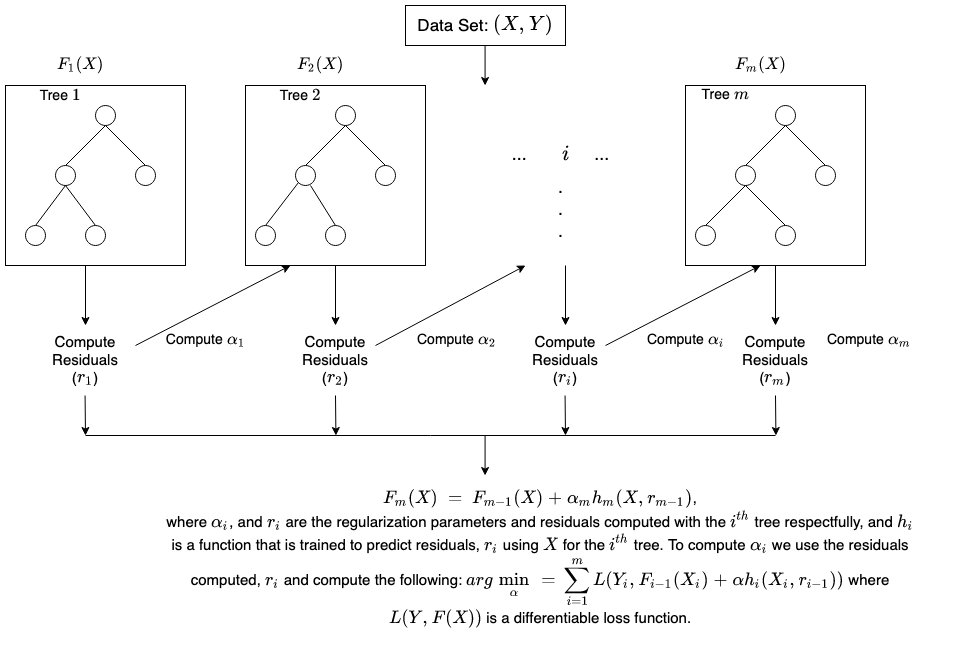 Data Set: (X, Y)
F₁(X) F₂(X) Fₘ(X)
Tree 1 Tree 2 Tree m
... i ...
.
.
.
Compute Residuals (r₁)
Compute α₁
Compute Residuals (r₂)
Compute α₂
Compute Residuals (rᵢ)
Compute αᵢ
Compute Residuals (rₘ)
Compute αₘ
Fₘ(X) = Fₘ₋₁(X) + αₘhₘ(X, rₘ₋₁),
where αᵢ, and rᵢ are the regularization parameters and residuals computed with the iᵗʰ tree respectfully, and hᵢ
is a function that is trained to predict residuals, rᵢ using X for the iᵗʰ tree. To compute αᵢ we use the residuals
computed, rᵢ and compute the following: arg min_α = ∑ᵢ₌₁ᵐ L(Yᵢ, Fᵢ₋₁(Xᵢ) + αhᵢ(Xᵢ, rᵢ₋₁)) where
L(Y, F(X)) is a differentiable loss function.